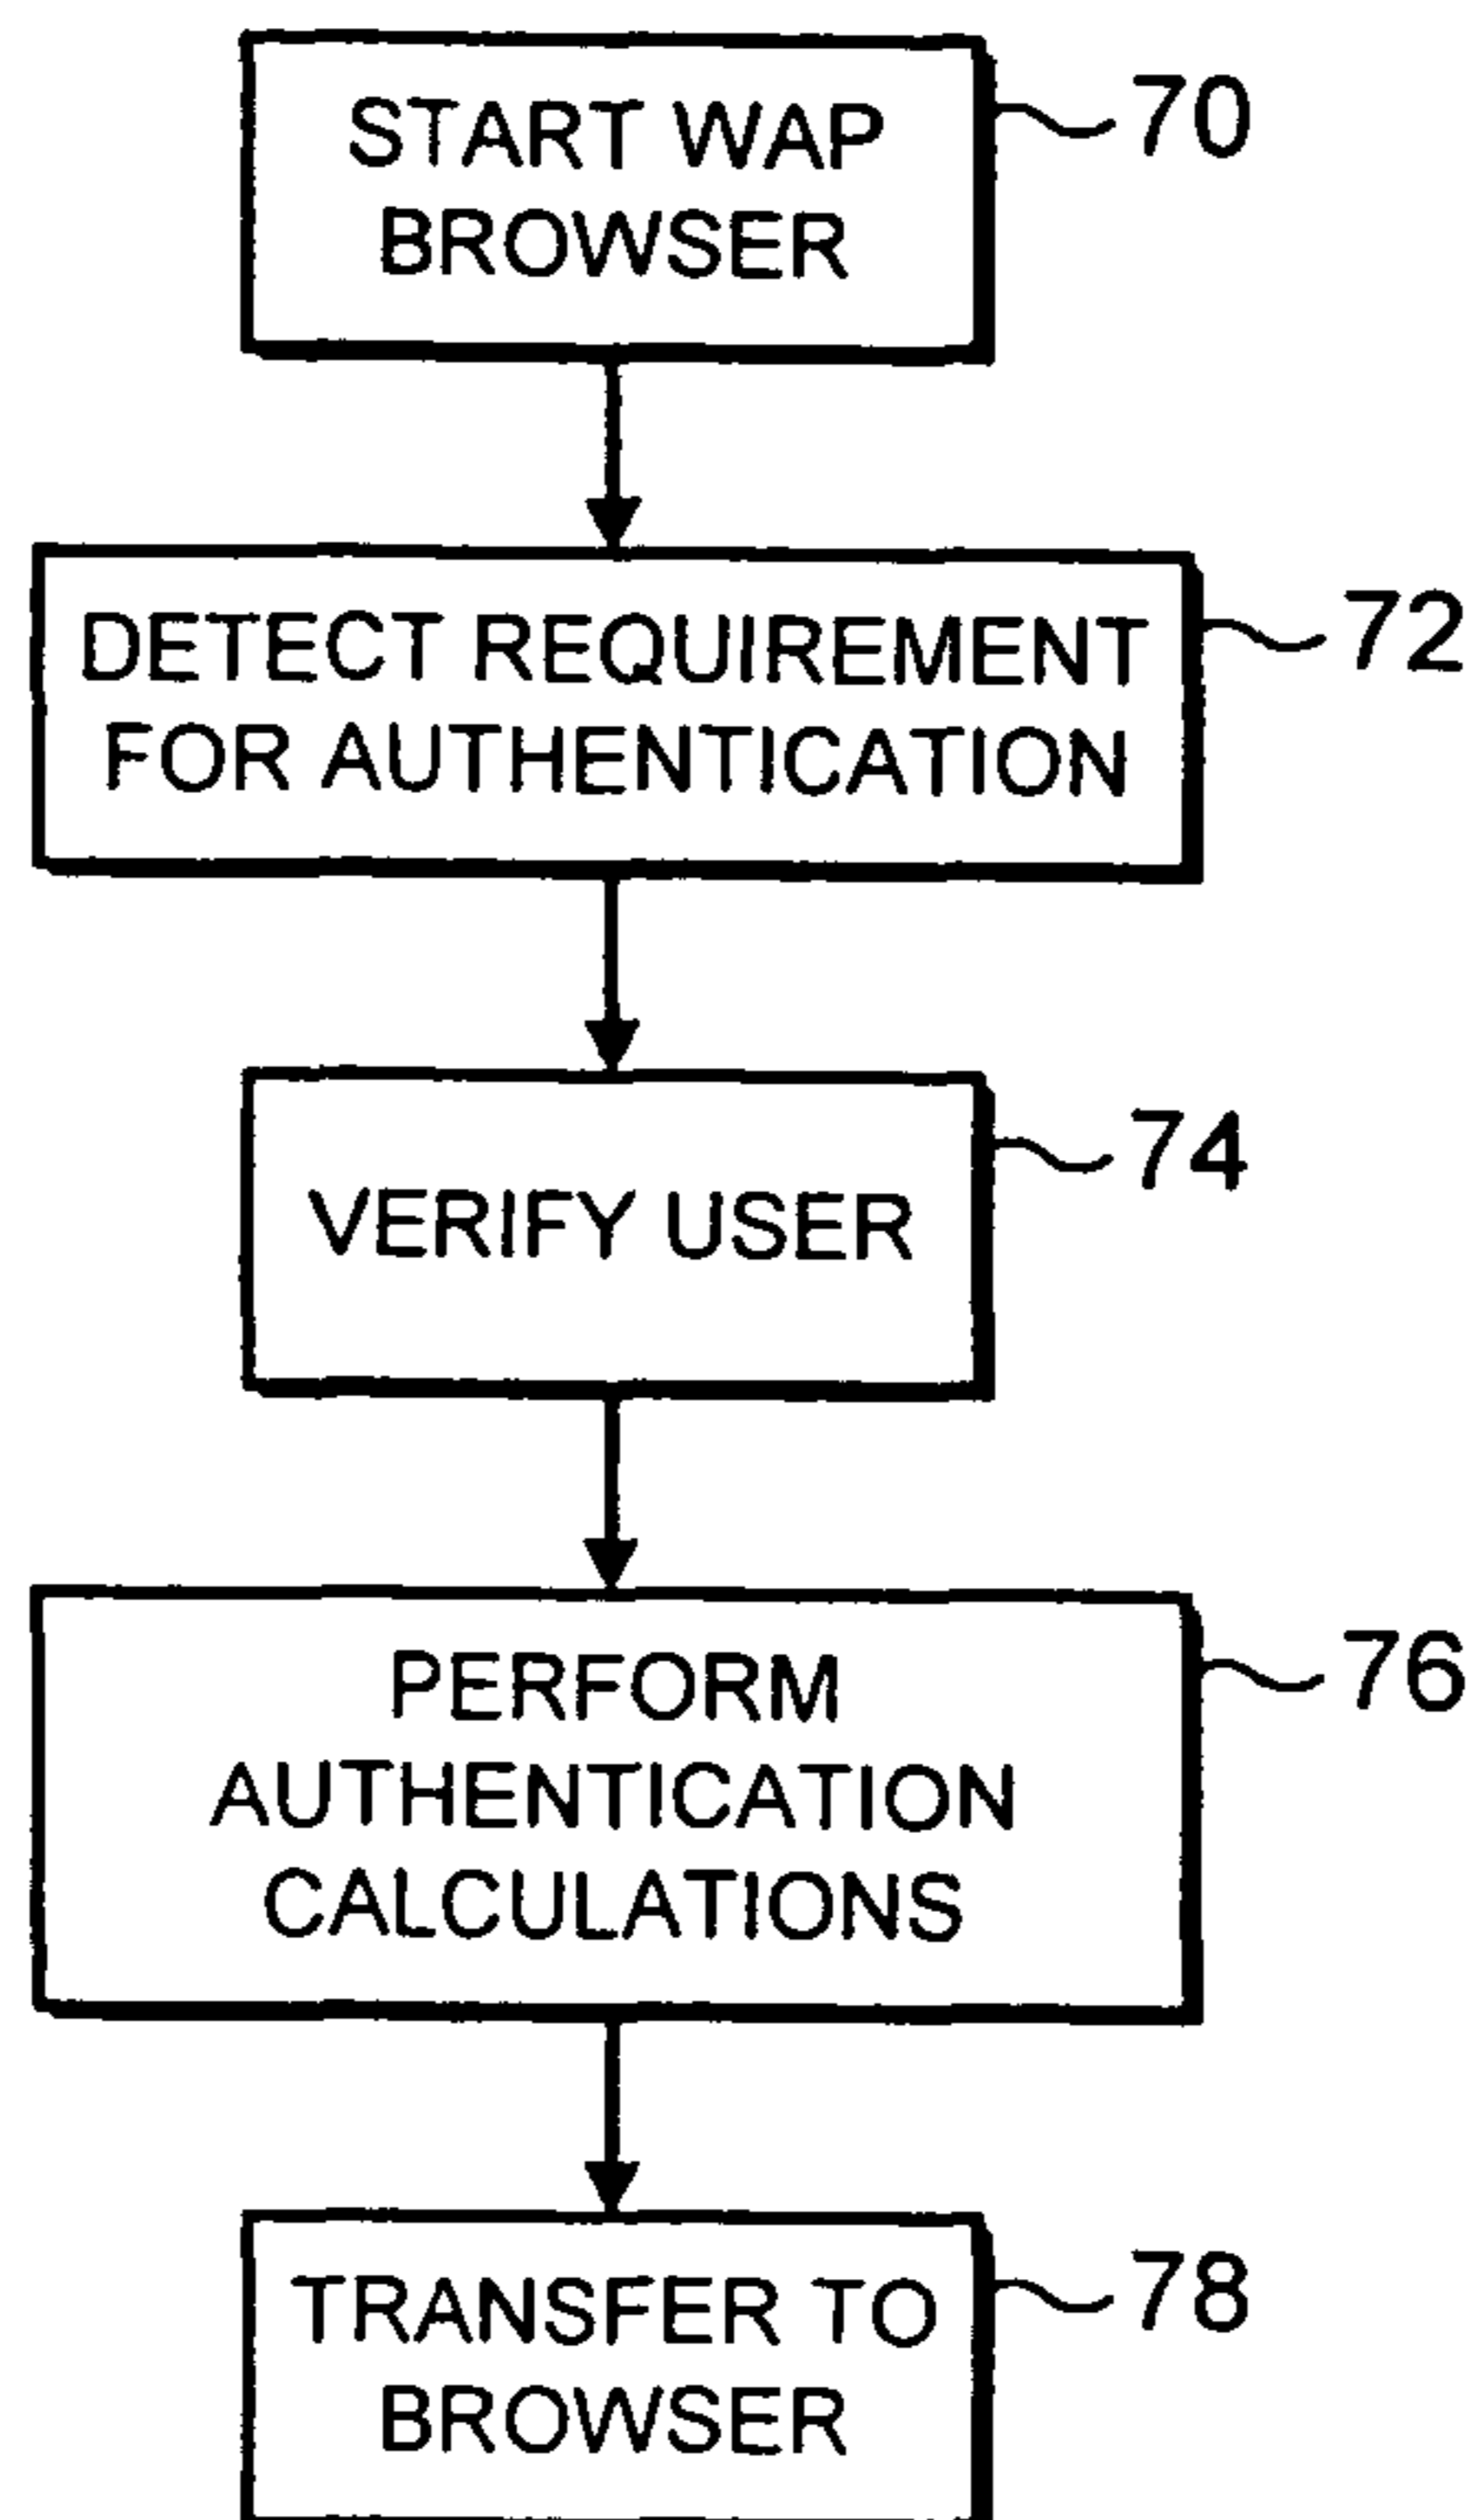 START WAP
BROWSER
70
DETECT REQUIREMENT
FOR AUTHENTICATION
72
VERIFY USER
74
PERFORM
AUTHENTICATION
CALCULATIONS
76
TRANSFER TO
BROWSER
78